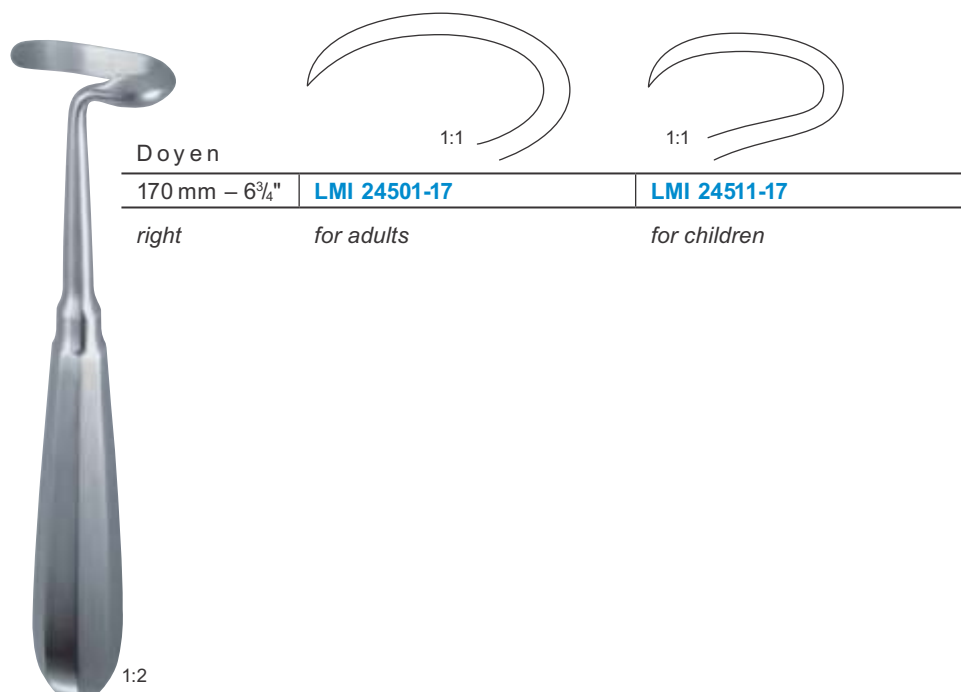 1:1
1:1
Doyen
170 mm – 6¾" LMI 24501-17 LMI 24511-17
right for adults for children
1:2